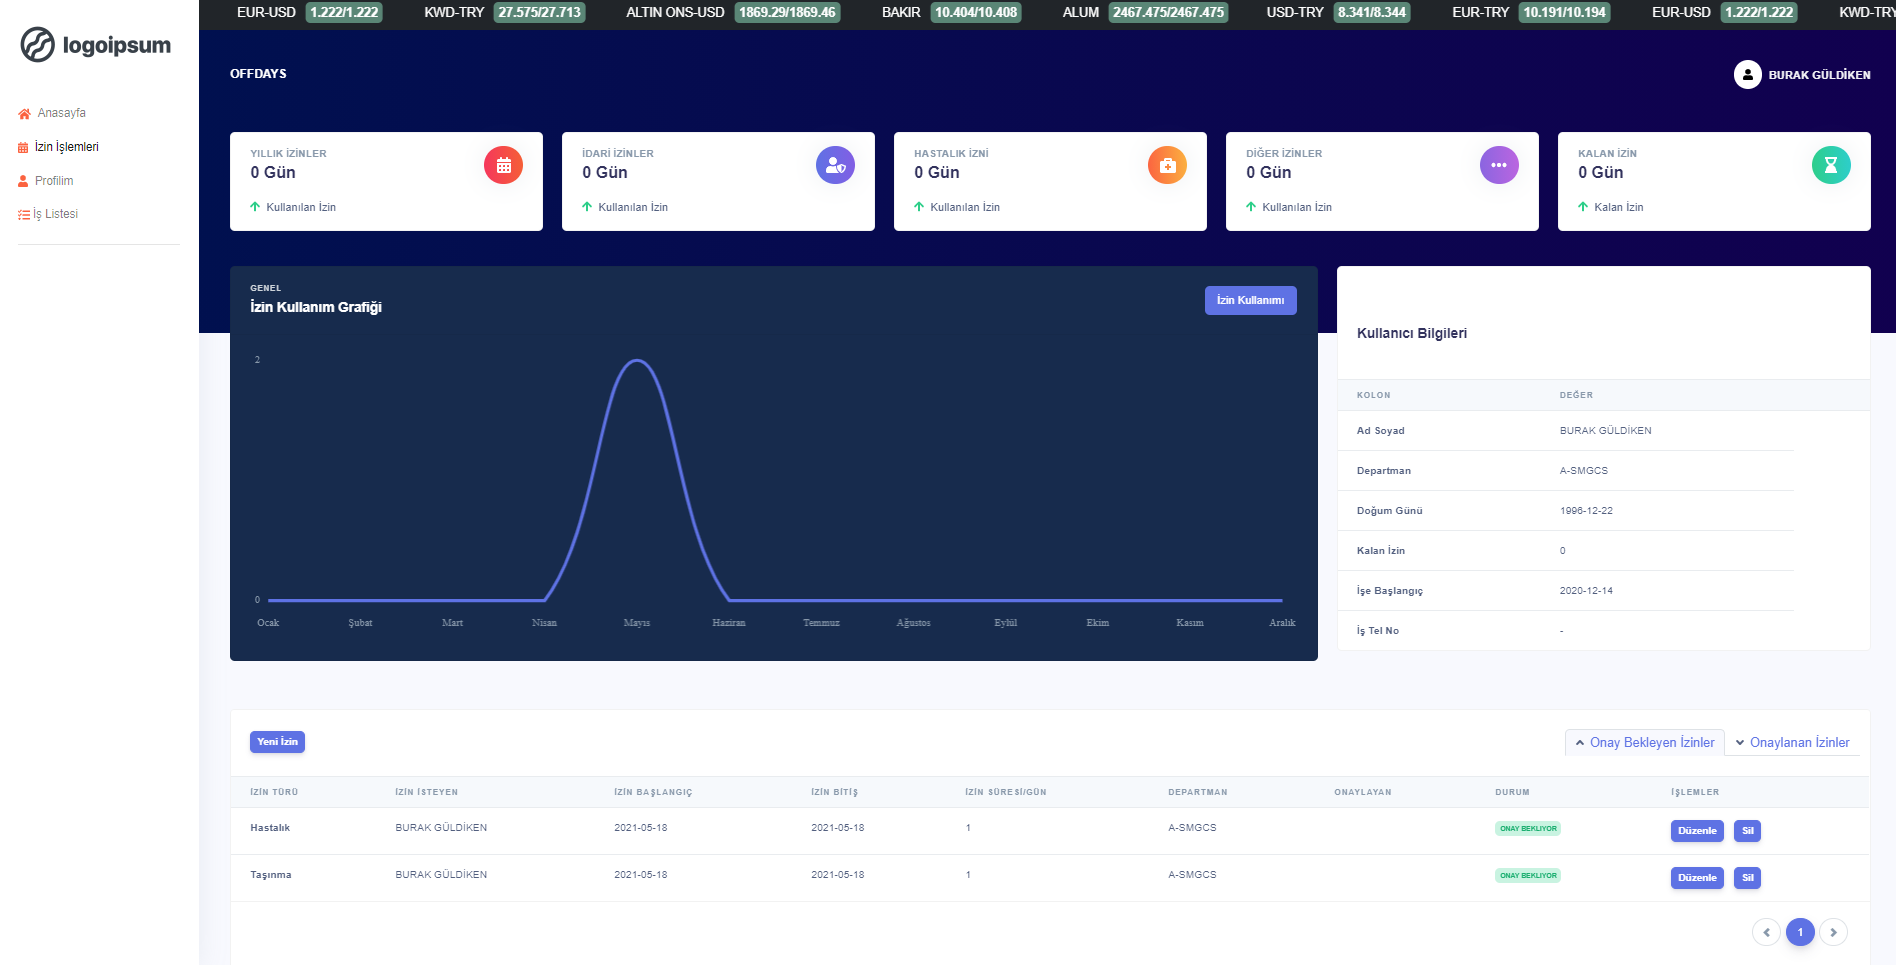 EUR-USD 1.222/1.222 KWD-TRY 27.575/27.713 ALTIN ONS-USD 1869.29/1869.46 BAKIR 10.404/10.408 ALUM 2467.475/2467.475 USD-TRY 8.341/8.344 EUR-TRY 10.191/10.194 EUR-USD 1.222/1.222 KWD-TRY
logoipsum
OFFDAYS
BURAK GÜLDİKEN
Anasayfa
İzin İşlemleri
Profilim
İş Listesi
YILLIK İZİNLER
0 Gün
Kullanılan İzin
İDARİ İZİNLER
0 Gün
Kullanılan İzin
HASTALIK İZNİ
0 Gün
Kullanılan İzin
DİĞER İZİNLER
0 Gün
Kullanılan İzin
KALAN İZİN
0 Gün
Kalan İzin
GENEL
İzin Kullanım Grafiği
İzin Kullanımı
2
0
Ocak Şubat Mart Nisan Mayıs Haziran Temmuz Ağustos Eylül Ekim Kasım Aralık
Kullanıcı Bilgileri
KOLON DEĞER
Ad Soyad BURAK GÜLDİKEN
Departman A-SMGCS
Doğum Günü 1996-12-22
Kalan İzin 0
İşe Başlangıç 2020-12-14
İş Tel No -
Yeni İzin
Onay Bekleyen İzinler Onaylanan İzinler
İZİN TÜRÜ İZİN İSTEYEN İZİN BAŞLANGIÇ İZİN BİTİŞ İZİN SÜRESİ/GÜN DEPARTMAN ONAYLAYAN DURUM İŞLEMLER
Hastalık BURAK GÜLDİKEN 2021-05-18 2021-05-18 1 A-SMGCS ONAY BEKLIYOR Düzenle Sil
Taşınma BURAK GÜLDİKEN 2021-05-18 2021-05-18 1 A-SMGCS ONAY BEKLIYOR Düzenle Sil
1